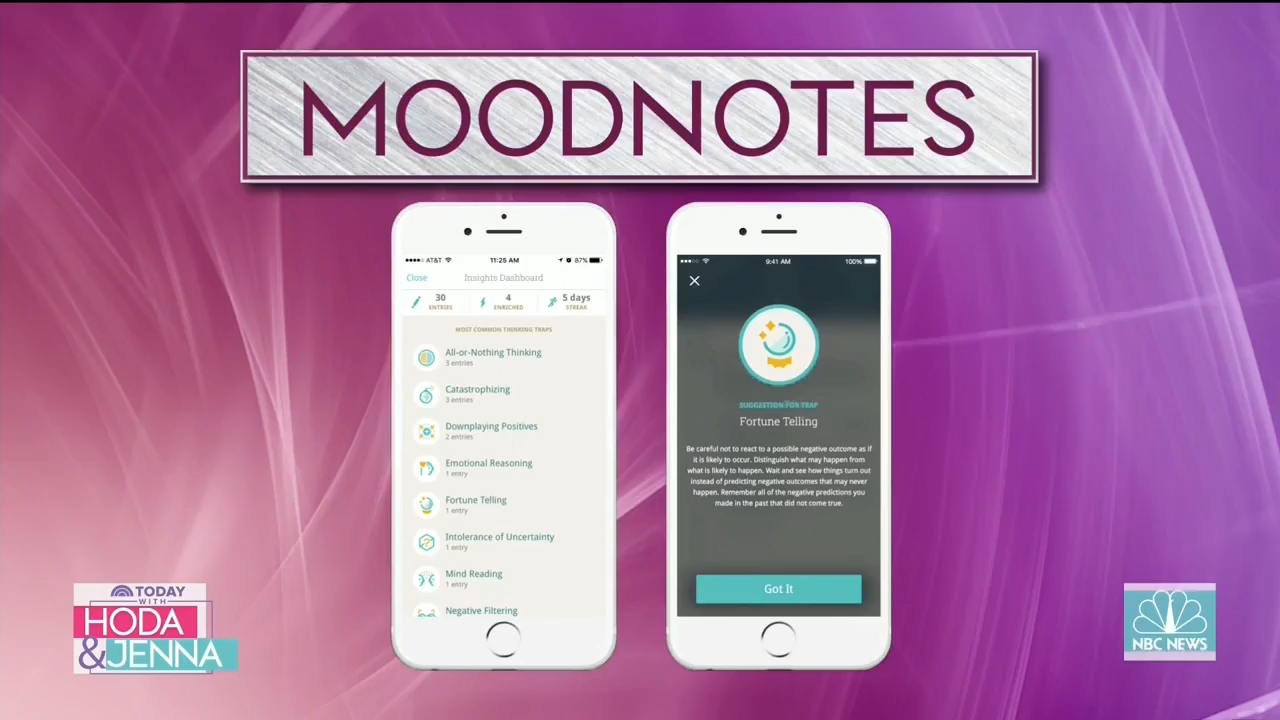 MOODNOTES
AT&T 11:25 AM 87%
Close Insights Dashboard
30 4 5 days
ENTRIES ENRICHED STREAK
MOST COMMON THINKING TRAPS
All-or-Nothing Thinking
3 entries
Catastrophizing
3 entries
Downplaying Positives
2 entries
Emotional Reasoning
1 entry
Fortune Telling
1 entry
Intolerance of Uncertainty
1 entry
Mind Reading
1 entry
Negative Filtering
9:41 AM 100%
SUGGESTION FOR TRAP
Fortune Telling
Be careful not to react to a possible negative outcome as if
it is likely to occur. Distinguish what may happen from
what is likely to happen. Wait and see how things turn out
instead of predicting negative outcomes that may never
happen. Remember all of the negative predictions you
made in the past that did not come true.
Got It
TODAY
WITH
HODA
&JENNA
NBC NEWS